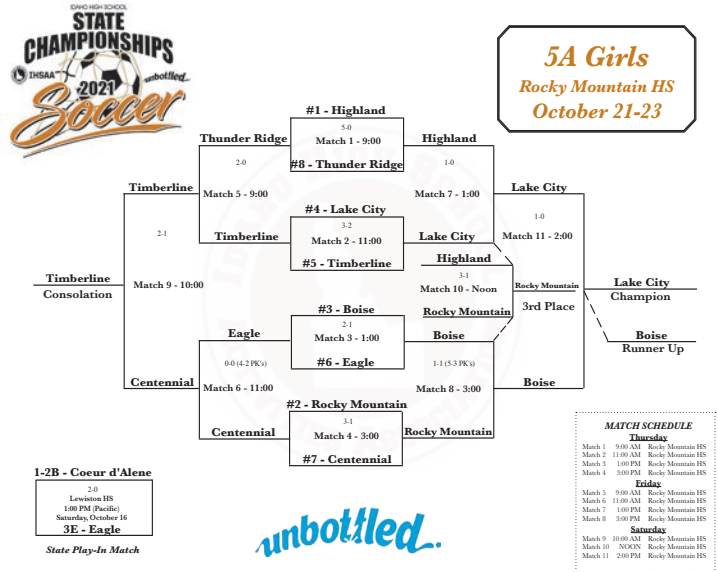 IDAHO HIGH SCHOOL
STATE
CHAMPIONSHIPS
IHSAA
unbottled.
2021
Soccer
5A Girls
Rocky Mountain HS
October 21-23
#1 - Highland
5-0
Match 1 - 9:00
#8 - Thunder Ridge
Thunder Ridge
Highland
2-0
Match 5 - 9:00
1-0
Match 7 - 1:00
Timberline
Lake City
#4 - Lake City
3-2
Match 2 - 11:00
#5 - Timberline
Timberline
Lake City
2-1
Match 9 - 10:00
1-0
Match 11 - 2:00
Highland
3-1
Match 10 - Noon
Rocky Mountain
Rocky Mountain
3rd Place
Timberline
Consolation
Lake City
Champion
Boise
Runner Up
#3 - Boise
2-1
Match 3 - 1:00
#6 - Eagle
Eagle
Boise
0-0 (4-2 PK's)
Match 6 - 11:00
1-1 (5-3 PK's)
Match 8 - 3:00
Centennial
Boise
#2 - Rocky Mountain
3-1
Match 4 - 3:00
#7 - Centennial
Centennial
Rocky Mountain
1-2B - Coeur d'Alene
2-0
Lewiston HS
1:00 PM (Pacific)
Saturday, October 16
3E - Eagle
State Play-In Match
unbottled.
MATCH SCHEDULE
Thursday
Match 1 9:00 AM Rocky Mountain HS
Match 2 11:00 AM Rocky Mountain HS
Match 3 1:00 PM Rocky Mountain HS
Match 4 3:00 PM Rocky Mountain HS
Friday
Match 5 9:00 AM Rocky Mountain HS
Match 6 11:00 AM Rocky Mountain HS
Match 7 1:00 PM Rocky Mountain HS
Match 8 3:00 PM Rocky Mountain HS
Saturday
Match 9 10:00 AM Rocky Mountain HS
Match 10 NOON Rocky Mountain HS
Match 11 2:00 PM Rocky Mountain HS